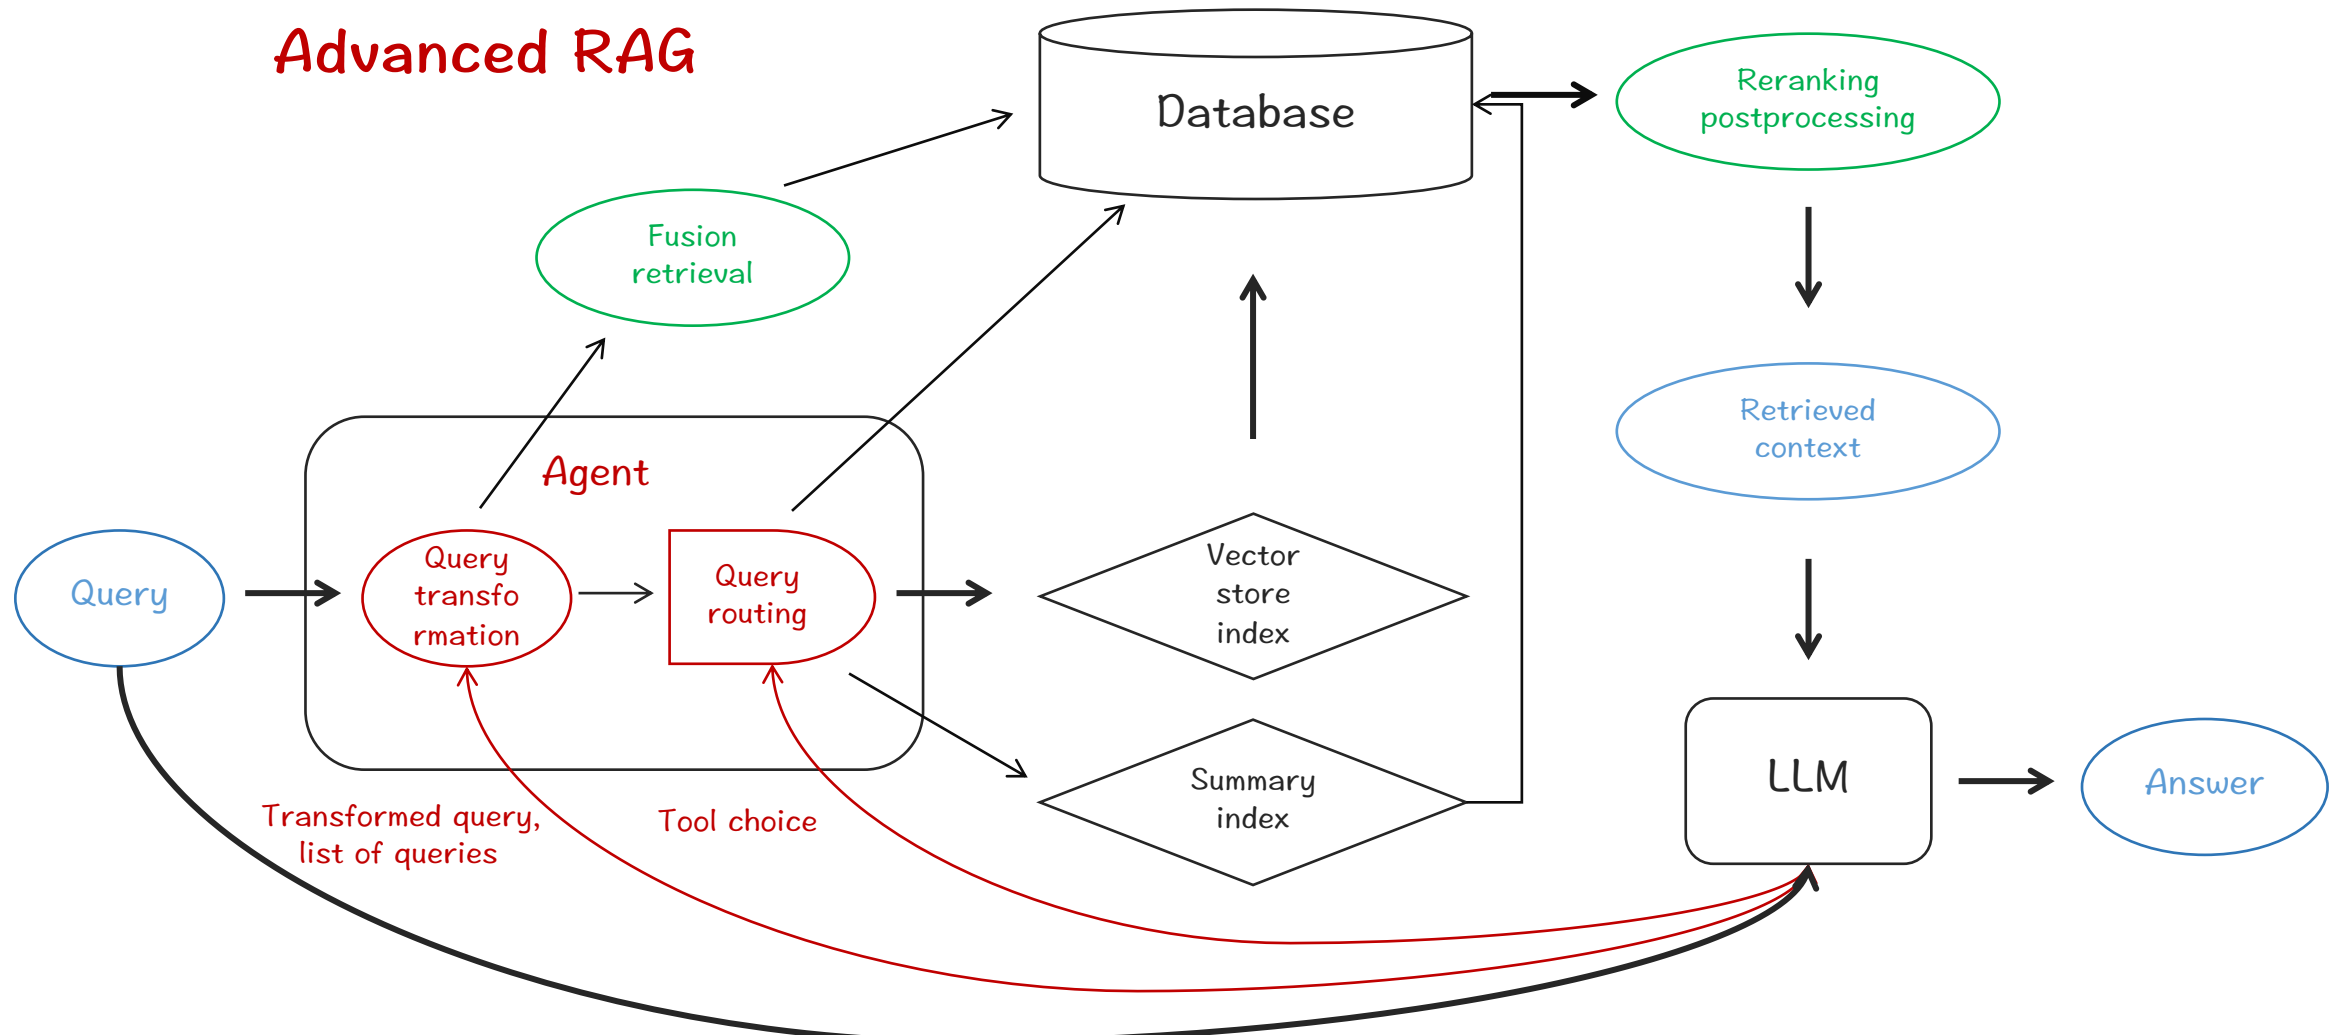 Advanced RAG
Database
Reranking
postprocessing
Fusion
retrieval
Retrieved
context
Agent
Query
Query
transfo
rmation
Query
routing
Vector
store
index
Summary
index
LLM
Answer
Transformed query,
list of queries
Tool choice